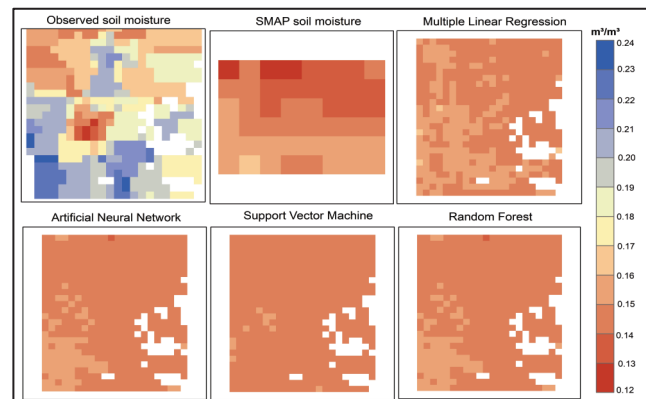 Observed soil moisture
SMAP soil moisture
Multiple Linear Regression
m³/m³
0.24
0.23
0.22
0.21
0.20
0.19
0.18
0.17
0.16
0.15
0.14
0.13
0.12
Artificial Neural Network
Support Vector Machine
Random Forest